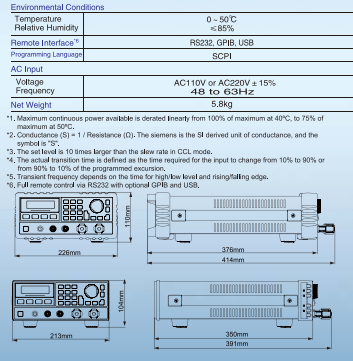 Environmental Conditions
Temperature 0 ~ 50℃
Relative Humidity ≤85%
Remote Interface*6 RS232, GPIB, USB
Programming Language SCPI
AC Input
Voltage AC110V or AC220V ± 15%
Frequency 48 to 63Hz
Net Weight 5.8kg
*1. Maximum continuous power available is derated linearly from 100% of maximum at 40ºC, to 75% of
maximum at 50ºC.
*2. Conductance (S) = 1 / Resistance (Ω). The siemens is the SI derived unit of conductance, and the
symbol is "S".
*3. The set level is 10 times larger than the slew rate in CCL mode.
*4. The actual transition time is defined as the time required for the input to change from 10% to 90% or
from 90% to 10% of the programmed excursion.
*5. Transient frequency depends on the time for high/low level and rising/falling edge.
*6. Full remote control via RS232 with optional GPIB and USB.
110mm
226mm
376mm
414mm
104mm
213mm
350mm
391mm